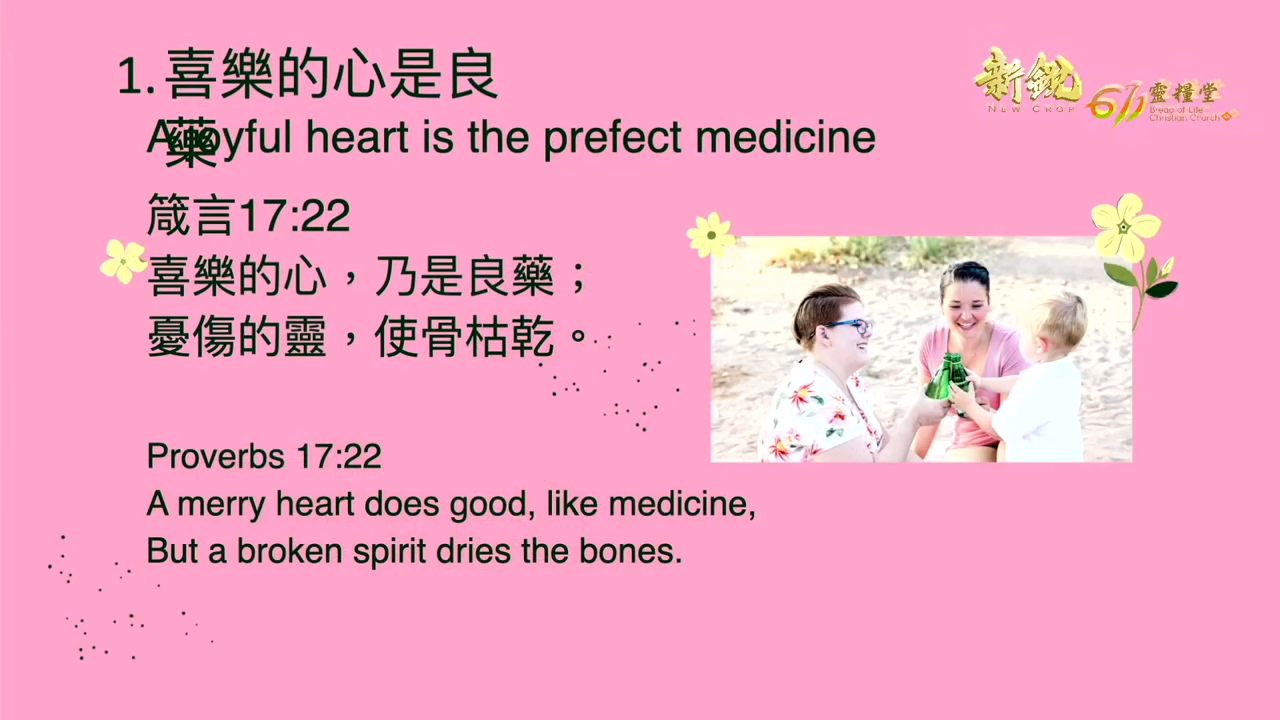 1. 喜樂的心是良
藥
A joyful heart is the prefect medicine
箴言17:22
喜樂的心，乃是良藥；
憂傷的靈，使骨枯乾。
Proverbs 17:22
A merry heart does good, like medicine,
But a broken spirit dries the bones.
新銳
NEW CROP
611 靈糧堂
Bread of Life
Christian Church